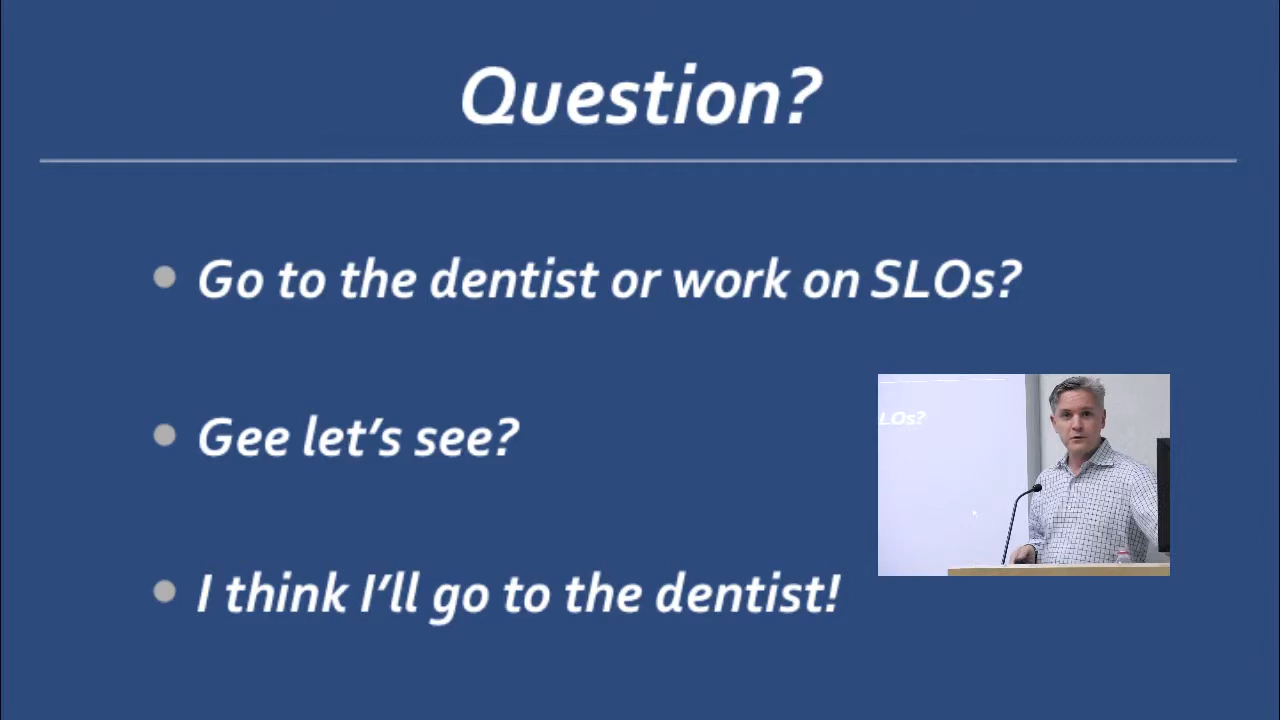 Question?
Go to the dentist or work on SLOs?
Gee let's see?
I think I'll go to the dentist!
LOs?